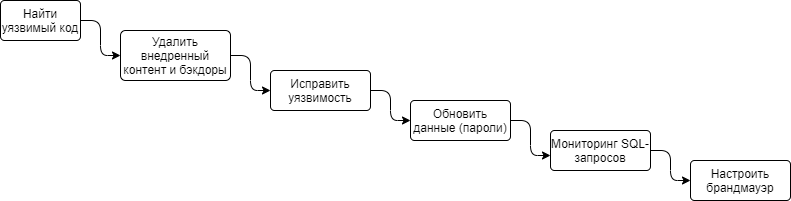 Найти
уязвимый код
Удалить
внедренный
контент и бэкдоры
Исправить
уязвимость
Обновить
данные (пароли)
Мониторинг SQL-
запросов
Настроить
брандмауэр